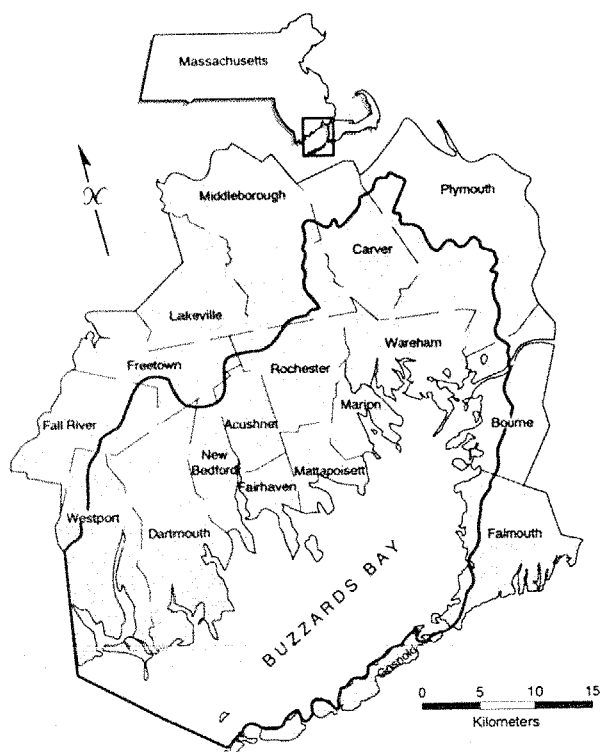 Massachusetts
Middleborough
Plymouth
Carver
Lakeville
Wareham
Freetown
Rochester
Marion
Fall River
Acushnet
Bourne
New
Bedford
Mattapoisett
Fairhaven
Westport
Dartmouth
Falmouth
BUZZARDS BAY
Gosnold
0 5 10 15
Kilometers